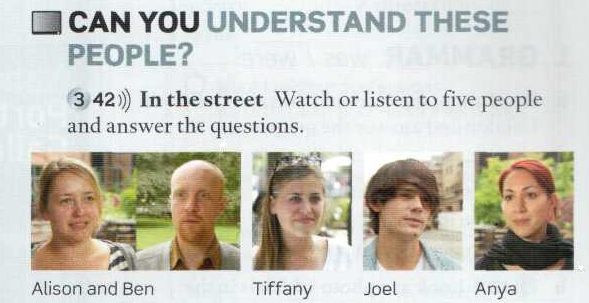 CAN YOU UNDERSTAND THESE
PEOPLE?
3 42)) In the street Watch or listen to five people
and answer the questions.
Alison and Ben Tiffany Joel Anya